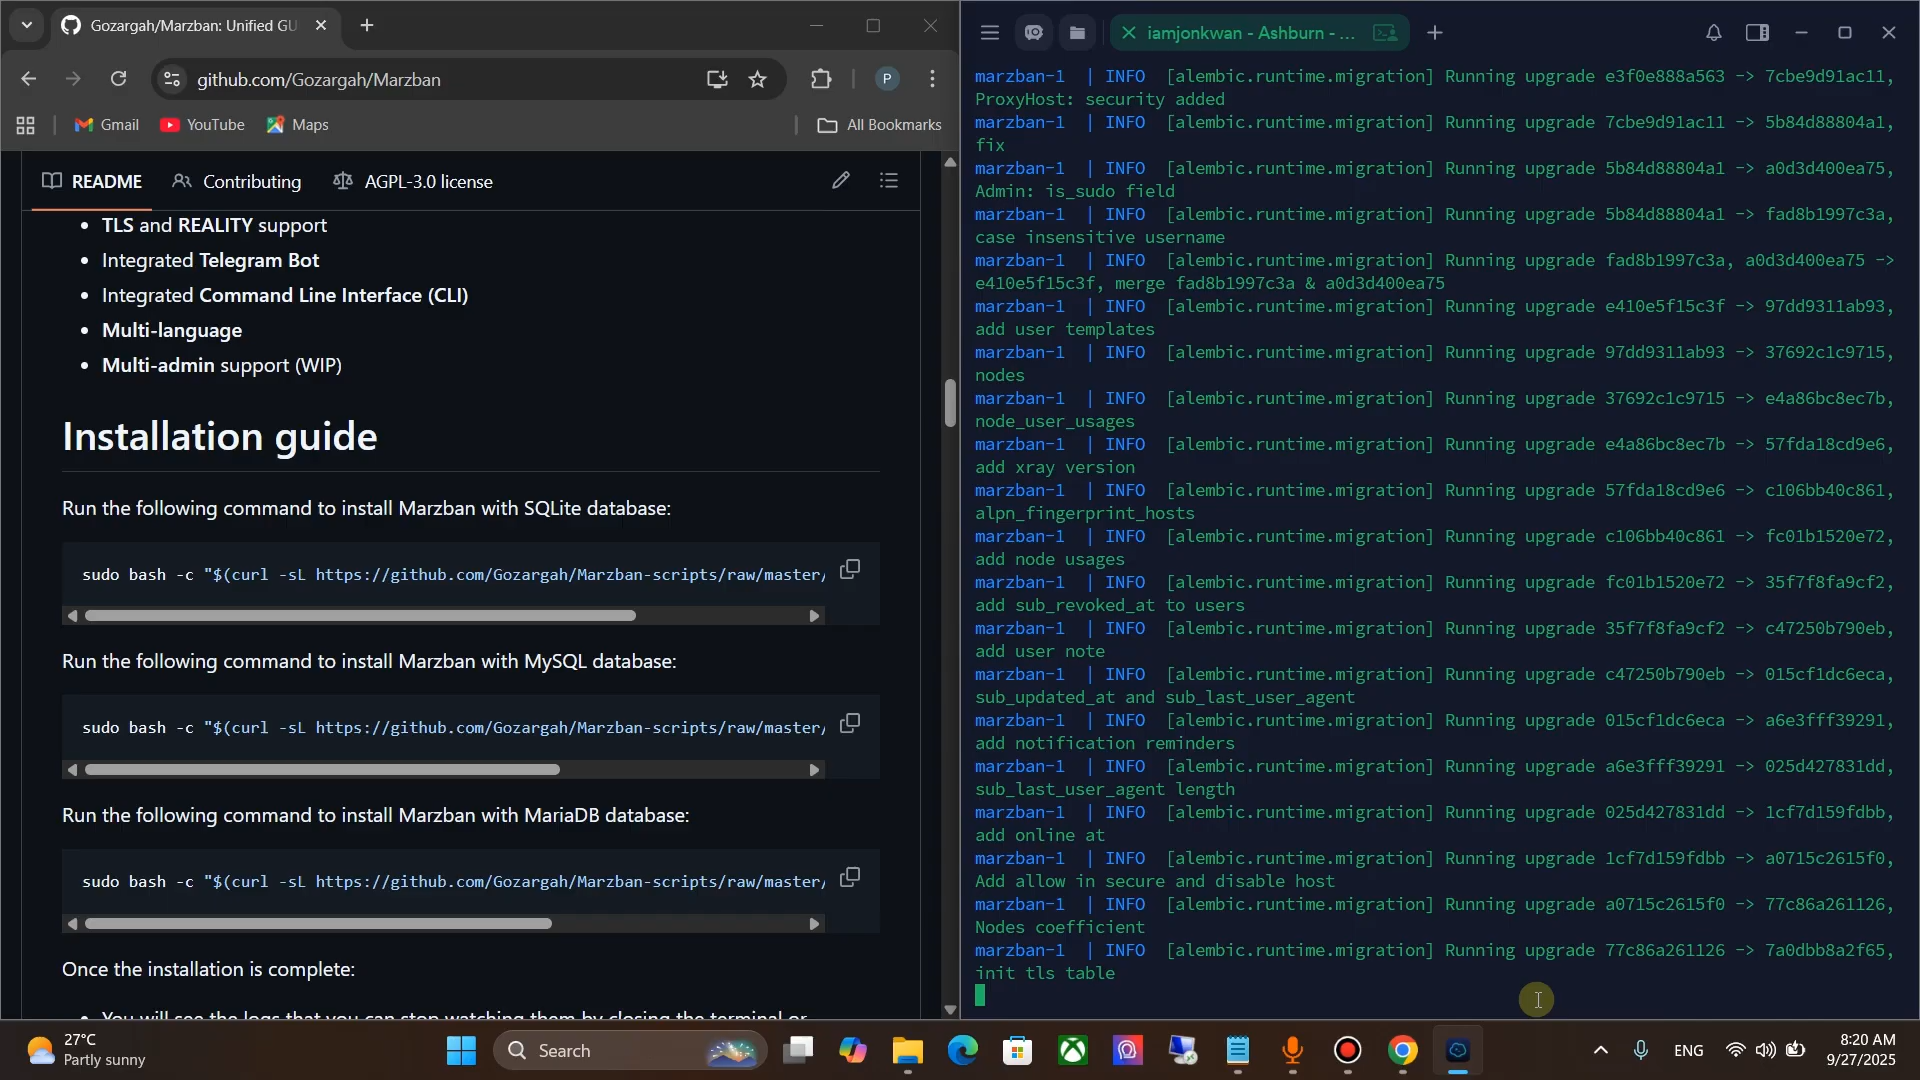 Gozargah/Marzban: Unified GU
github.com/Gozargah/Marzban
P
Gmail
YouTube
Maps
All Bookmarks
README
Contributing
AGPL-3.0 license
TLS and REALITY support
Integrated Telegram Bot
Integrated Command Line Interface (CLI)
Multi-language
Multi-admin support (WIP)
Installation guide
Run the following command to install Marzban with SQLite database:
sudo bash -c "$(curl -sL https://github.com/Gozargah/Marzban-scripts/raw/master/
Run the following command to install Marzban with MySQL database:
sudo bash -c "$(curl -sL https://github.com/Gozargah/Marzban-scripts/raw/master/
Run the following command to install Marzban with MariaDB database:
sudo bash -c "$(curl -sL https://github.com/Gozargah/Marzban-scripts/raw/master/
Once the installation is complete:
You will see the logs that you can stop watching them by closing the terminal or
iamjonkwan - Ashburn - ...
marzban-1 | INFO [alembic.runtime.migration] Running upgrade e3f0e888a563 -> 7cbe9d91ac11,
ProxyHost: security added
marzban-1 | INFO [alembic.runtime.migration] Running upgrade 7cbe9d91ac11 -> 5b84d88804a1,
fix
marzban-1 | INFO [alembic.runtime.migration] Running upgrade 5b84d88804a1 -> a0d3d400ea75,
Admin: is_sudo field
marzban-1 | INFO [alembic.runtime.migration] Running upgrade 5b84d88804a1 -> fad8b1997c3a,
case insensitive username
marzban-1 | INFO [alembic.runtime.migration] Running upgrade fad8b1997c3a, a0d3d400ea75 ->
e410e5f15c3f, merge fad8b1997c3a & a0d3d400ea75
marzban-1 | INFO [alembic.runtime.migration] Running upgrade e410e5f15c3f -> 97dd9311ab93,
add user templates
marzban-1 | INFO [alembic.runtime.migration] Running upgrade 97dd9311ab93 -> 37692c1c9715,
nodes
marzban-1 | INFO [alembic.runtime.migration] Running upgrade 37692c1c9715 -> e4a86bc8ec7b,
node_user_usages
marzban-1 | INFO [alembic.runtime.migration] Running upgrade e4a86bc8ec7b -> 57fda18cd9e6,
add xray version
marzban-1 | INFO [alembic.runtime.migration] Running upgrade 57fda18cd9e6 -> c106bb40c861,
alpn_fingerprint_hosts
marzban-1 | INFO [alembic.runtime.migration] Running upgrade c106bb40c861 -> fc01b1520e72,
add node usages
marzban-1 | INFO [alembic.runtime.migration] Running upgrade fc01b1520e72 -> 35f7f8fa9cf2,
add sub_revoked_at to users
marzban-1 | INFO [alembic.runtime.migration] Running upgrade 35f7f8fa9cf2 -> c47250b790eb,
add user note
marzban-1 | INFO [alembic.runtime.migration] Running upgrade c47250b790eb -> 015cf1dc6eca,
sub_updated_at and sub_last_user_agent
marzban-1 | INFO [alembic.runtime.migration] Running upgrade 015cf1dc6eca -> a6e3fff39291,
add notification reminders
marzban-1 | INFO [alembic.runtime.migration] Running upgrade a6e3fff39291 -> 025d427831dd,
sub_last_user_agent length
marzban-1 | INFO [alembic.runtime.migration] Running upgrade 025d427831dd -> 1cf7d159fdbb,
add online at
marzban-1 | INFO [alembic.runtime.migration] Running upgrade 1cf7d159fdbb -> a0715c2615f0,
Add allow in secure and disable host
marzban-1 | INFO [alembic.runtime.migration] Running upgrade a0715c2615f0 -> 77c86a261126,
Nodes coefficient
marzban-1 | INFO [alembic.runtime.migration] Running upgrade 77c86a261126 -> 7a0dbb8a2f65,
init tls table
27°C
Partly sunny
Search
ENG
8:20 AM
9/27/2025